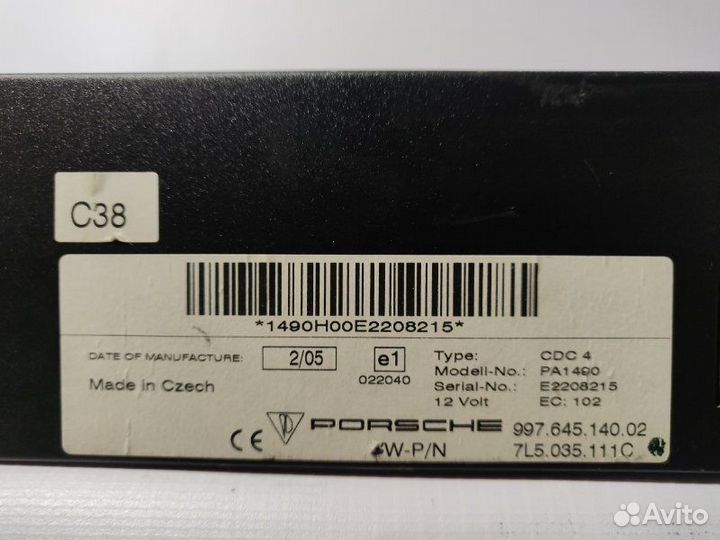 C38
*1490H00E2208215*
DATE OF MANUFACTURE: 2/05 e1 Type: CDC 4
022040 Modell-No.: PA1490
Made in Czech Serial-No.: E2208215
12 Volt EC: 102
CE PORSCHE 997.645.140.02
W-P/N 7L5.035.111C
Avito